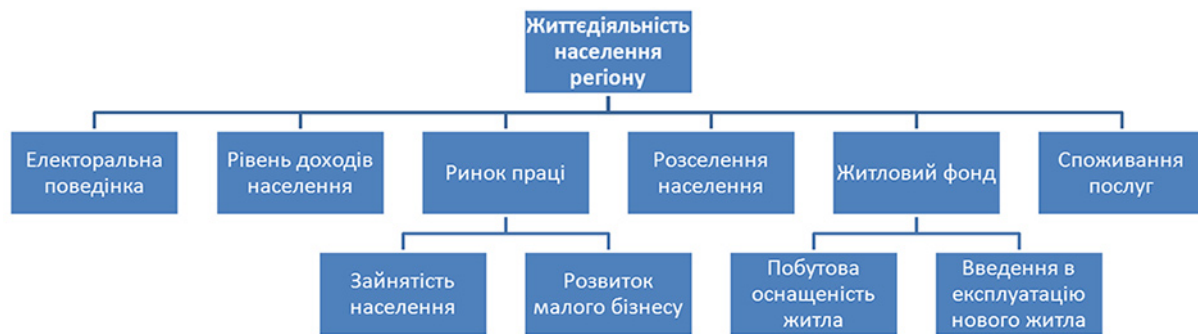 Життєдіяльність
населення
регіону
Електоральна
поведінка
Рівень доходів
населення
Ринок праці
Розселення
населення
Житловий фонд
Споживання
послуг
Зайнятість
населення
Розвиток
малого бізнесу
Побутова
оснащеність
житла
Введення в
експлуатацію
нового житла